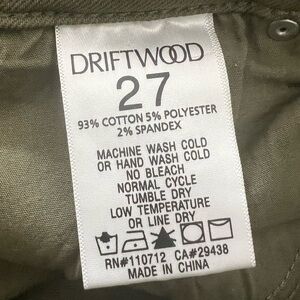 DRIFTWOOD
27
93% COTTON 5% POLYESTER
2% SPANDEX
MACHINE WASH COLD
OR HAND WASH COLD
NO BLEACH
NORMAL CYCLE
TUMBLE DRY
LOW TEMPERATURE
OR LINE DRY
RN#110712 CA#29438
MADE IN CHINA